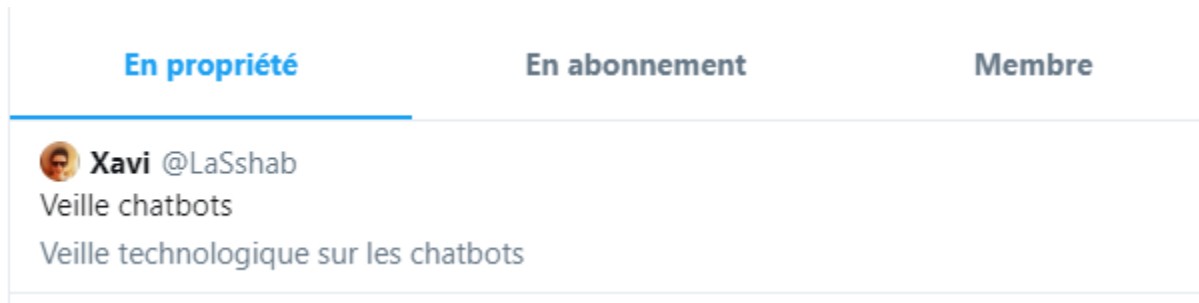 En propriété En abonnement Membre
Xavi @LaSshab
Veille chatbots
Veille technologique sur les chatbots